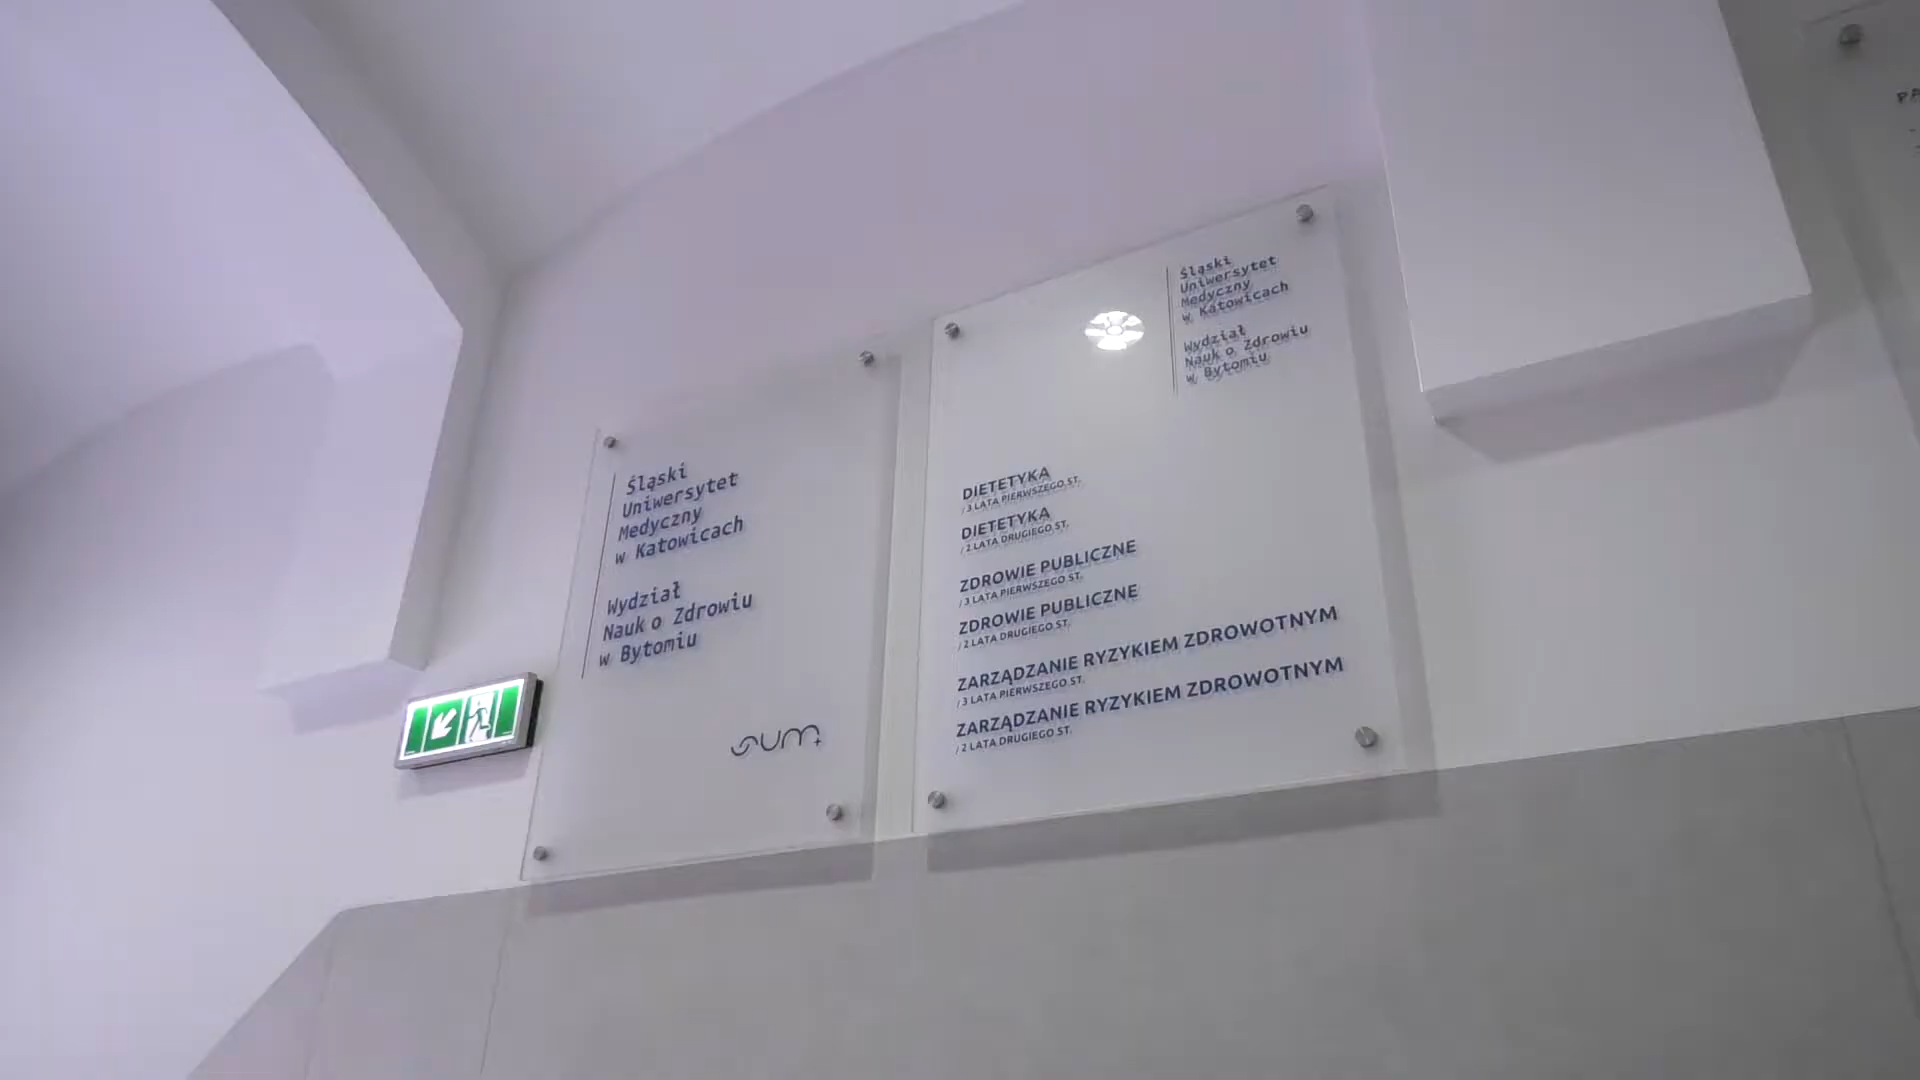 Śląski
Uniwersytet
Medyczny
w Katowicach
Wydział
Nauk o Zdrowiu
w Bytomiu
sum
Śląski
Uniwersytet
Medyczny
w Katowicach
Wydział
Nauk o Zdrowiu
w Bytomiu
DIETETYKA
/ 3 LATA PIERWSZEGO ST.
DIETETYKA
/ 2 LATA DRUGIEGO ST.
ZDROWIE PUBLICZNE
/ 3 LATA PIERWSZEGO ST.
ZDROWIE PUBLICZNE
/ 2 LATA DRUGIEGO ST.
ZARZĄDZANIE RYZYKIEM ZDROWOTNYM
/ 3 LATA PIERWSZEGO ST.
ZARZĄDZANIE RYZYKIEM ZDROWOTNYM
/ 2 LATA DRUGIEGO ST.